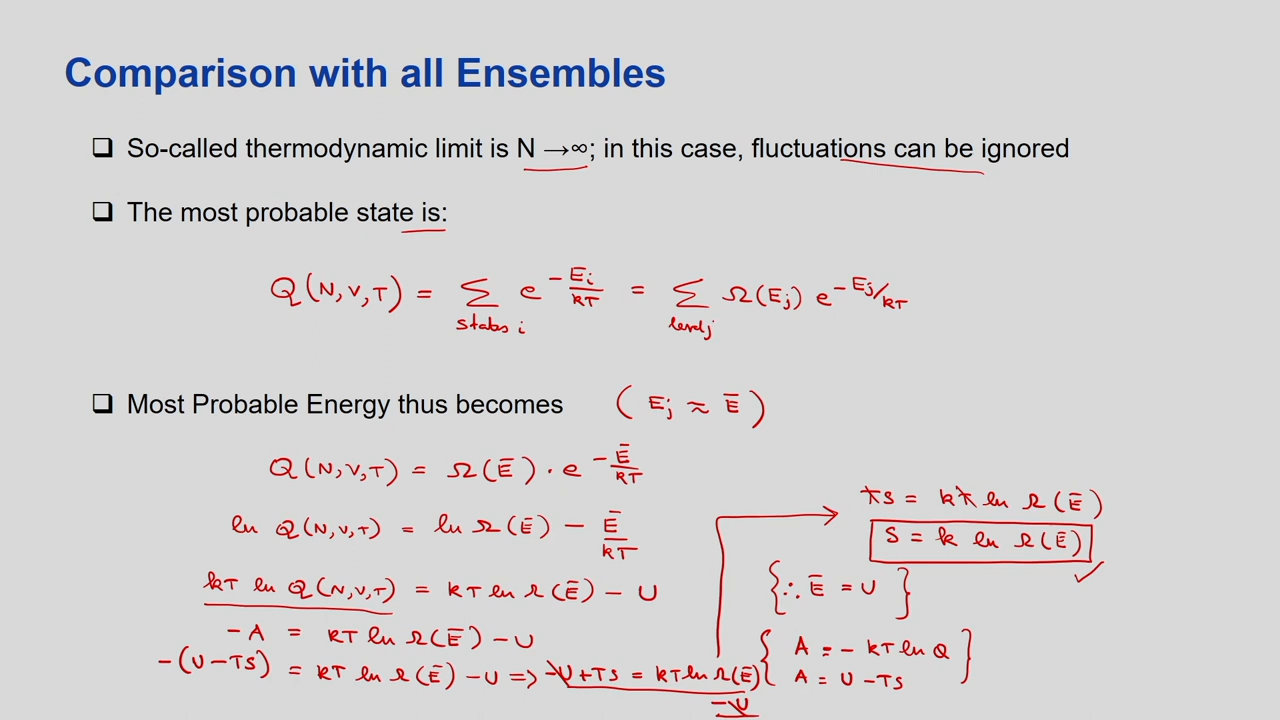 Comparison with all Ensembles
❑ So-called thermodynamic limit is N →∞; in this case, fluctuations can be ignored
❑ The most probable state is:
Q(N,V,T) = Σ_{states i} e^{-Ei/kT} = Σ_{level j} Ω(Ej) e^{-Ej/kT}
❑ Most Probable Energy thus becomes (Ej ≈ Ē)
Q(N,V,T) = Ω(Ē) . e^{-Ē/kT}
ln Q(N,V,T) = ln Ω(Ē) - Ē/kT
kT ln Q(N,V,T) = kT ln Ω(Ē) - U
{∴ Ē = U}
-A = kT ln Ω(Ē) - U
-(U-TS) = kT ln Ω(Ē) - U => -U+TS = kT ln Ω(Ē) -U
{A = - kT ln Q
A = U - TS}
TS = kT ln Ω(Ē)
S = k ln Ω(Ē) ✓